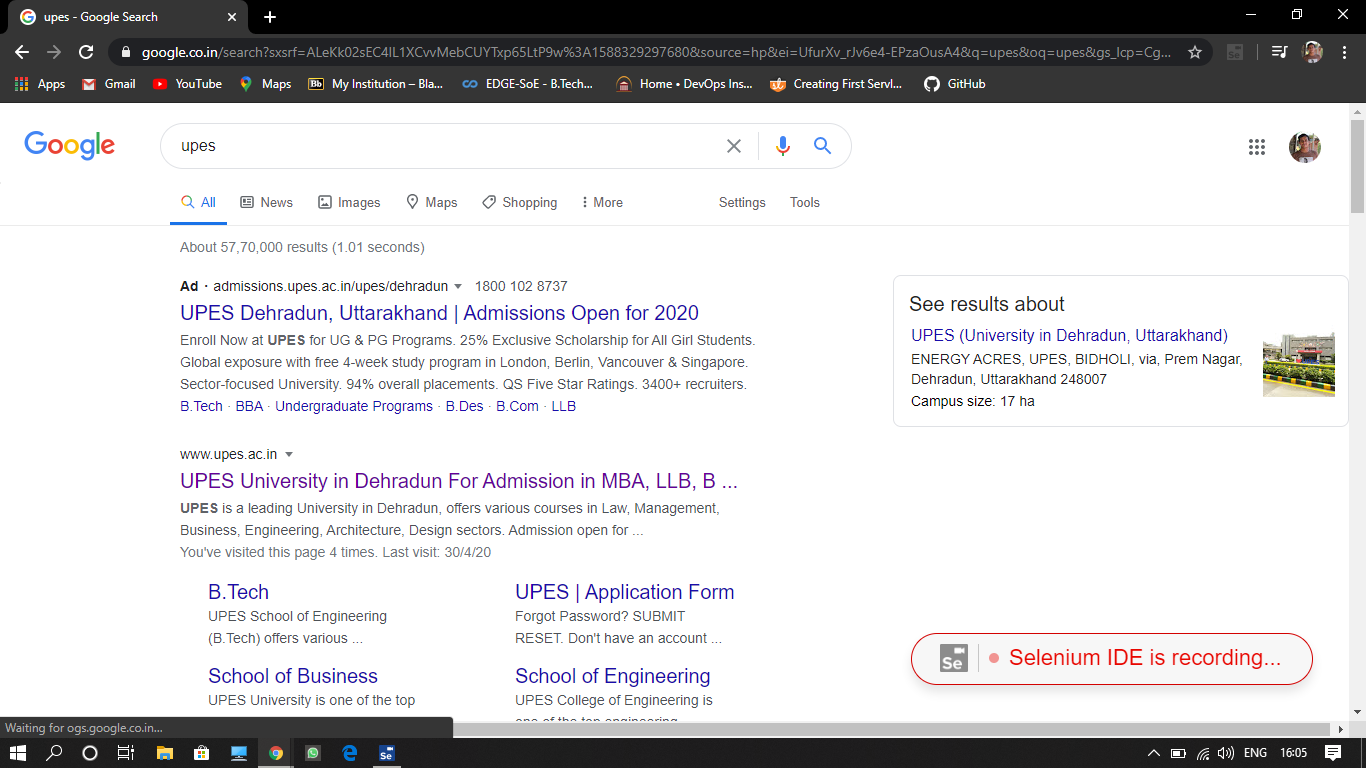 upes - Google Search
google.co.in/search?sxsrf=ALeKk02sEC4IL1XCvvMebCUYTxp65LtP9w%3A1588329297680&source=hp&ei=UfurXv_rJv6e4-EPzaOusA4&q=upes&oq=upes&gs_lcp=Cg...
Apps Gmail YouTube Maps Bb My Institution – Bla... EDGE-SoE - B.Tech... Home • DevOps Ins... Creating First Servl... GitHub
Google
upes
All News Images Maps Shopping More Settings Tools
About 57,70,000 results (1.01 seconds)
Ad · admissions.upes.ac.in/upes/dehradun 1800 102 8737
UPES Dehradun, Uttarakhand | Admissions Open for 2020
Enroll Now at UPES for UG & PG Programs. 25% Exclusive Scholarship for All Girl Students.
Global exposure with free 4-week study program in London, Berlin, Vancouver & Singapore.
Sector-focused University. 94% overall placements. QS Five Star Ratings. 3400+ recruiters.
B.Tech · BBA · Undergraduate Programs · B.Des · B.Com · LLB
www.upes.ac.in
UPES University in Dehradun For Admission in MBA, LLB, B ...
UPES is a leading University in Dehradun, offers various courses in Law, Management,
Business, Engineering, Architecture, Design sectors. Admission open for ...
You've visited this page 4 times. Last visit: 30/4/20
B.Tech
UPES School of Engineering
(B.Tech) offers various ...
UPES | Application Form
Forgot Password? SUBMIT
RESET. Don't have an account ...
School of Business
UPES University is one of the top
School of Engineering
UPES College of Engineering is
one of the top engineering
See results about
UPES (University in Dehradun, Uttarakhand)
ENERGY ACRES, UPES, BIDHOLI, via, Prem Nagar,
Dehradun, Uttarakhand 248007
Campus size: 17 ha
Se Selenium IDE is recording...
Waiting for ogs.google.co.in...
Se ENG 16:05